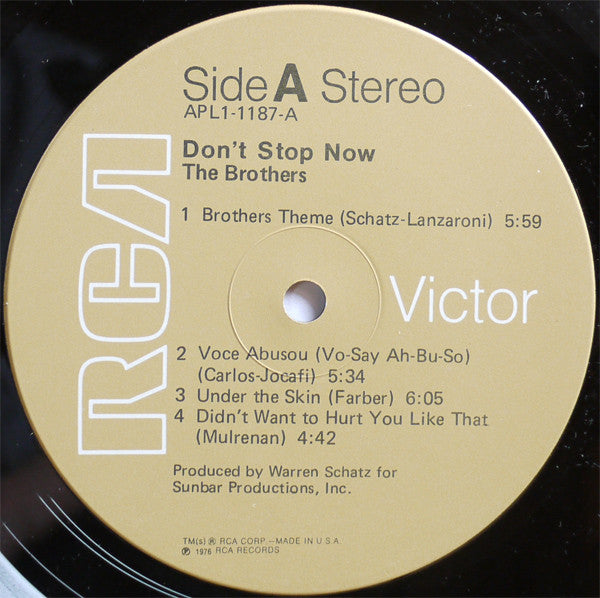 Side A Stereo
APL1-1187-A
Don't Stop Now
The Brothers
1 Brothers Theme (Schatz-Lanzaroni) 5:59
RCA
Victor
2 Voce Abusou (Vo-Say Ah-Bu-So)
(Carlos-Jocafi) 5:34
3 Under the Skin (Farber) 6:05
4 Didn't Want to Hurt You Like That
(Mulrenan) 4:42
Produced by Warren Schatz for
Sunbar Productions, Inc.
TM(s) ® RCA CORP.—MADE IN U.S.A.
℗ 1976 RCA RECORDS